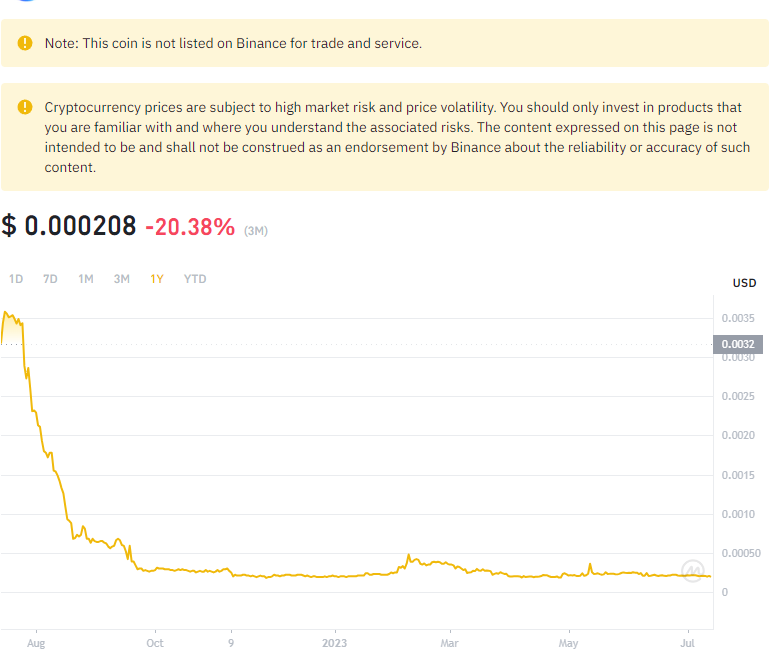 Note: This coin is not listed on Binance for trade and service.
Cryptocurrency prices are subject to high market risk and price volatility. You should only invest in products that
you are familiar with and where you understand the associated risks. The content expressed on this page is not
intended to be and shall not be construed as an endorsement by Binance about the reliability or accuracy of such
content.
$ 0.000208 -20.38% (3M)
1D 7D 1M 3M 1Y YTD
USD
0.0035
0.0032
0.0030
0.0025
0.0020
0.0015
0.0010
0.00050
0
Aug Oct 9 2023 Mar May Jul